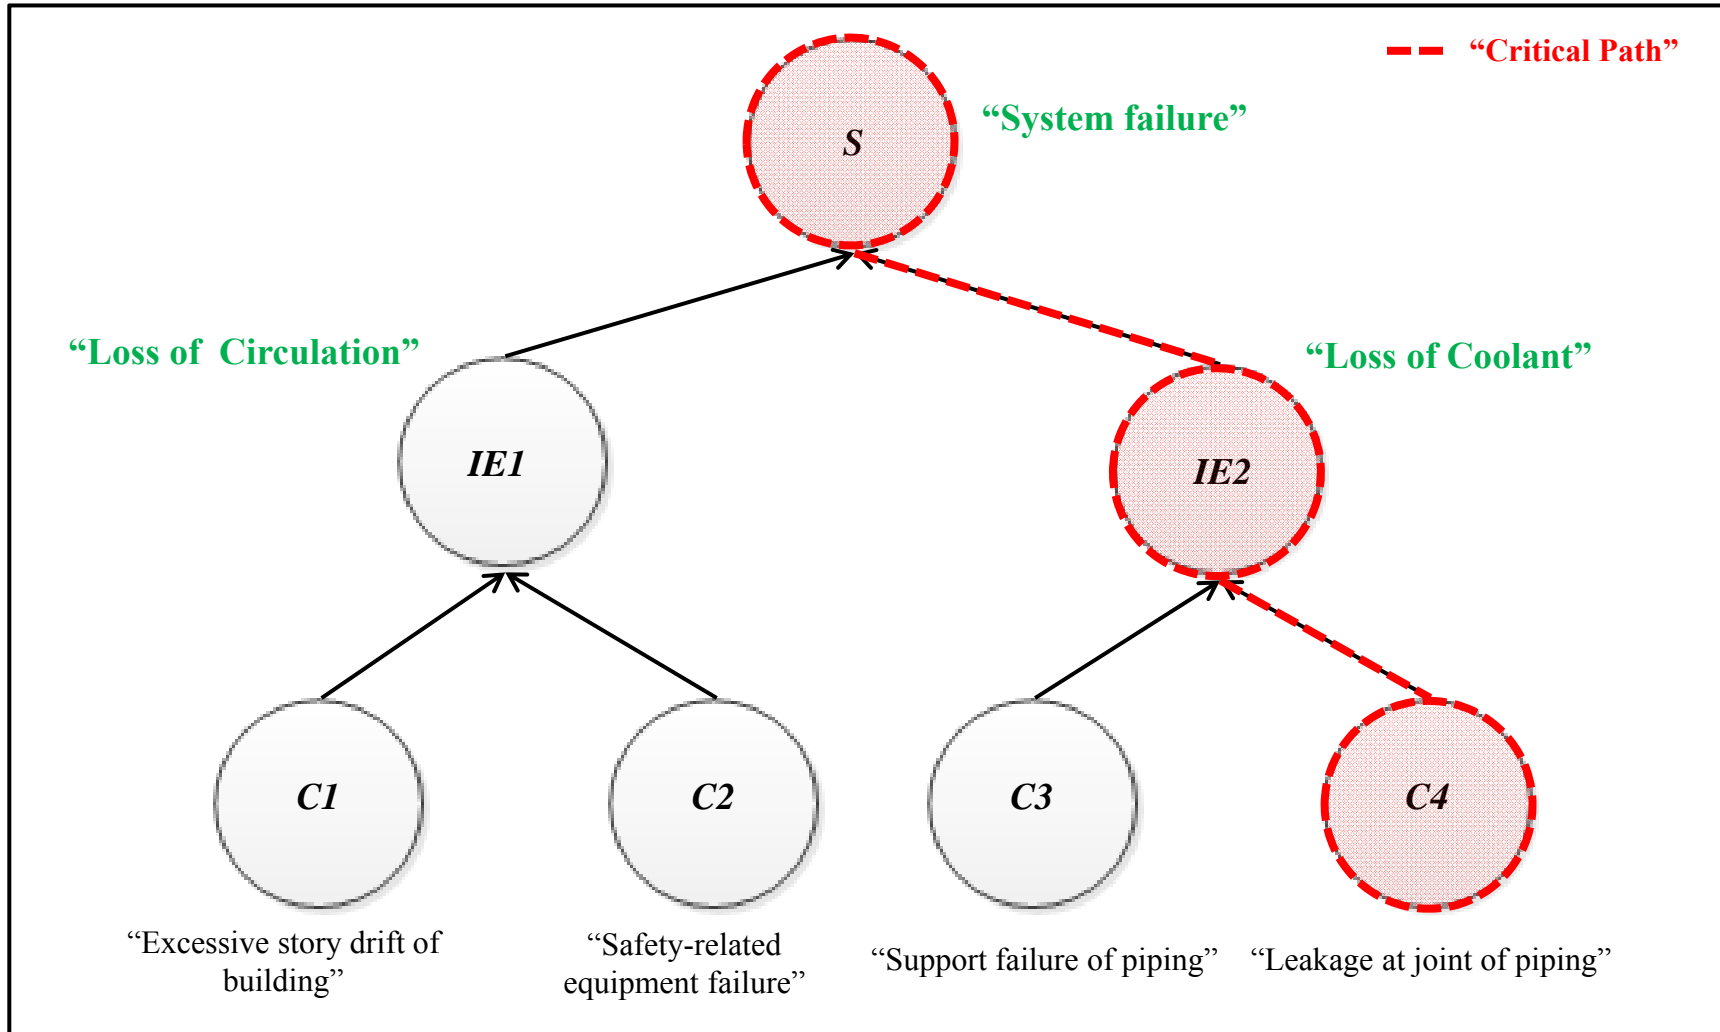 “Critical Path”
“System failure”
S
“Loss of  Circulation”
“Loss of Coolant”
IE1
IE2
C1
C2
C3
C4
“Excessive story drift of
building”
“Safety-related
equipment failure”
“Support failure of piping”
“Leakage at joint of piping”